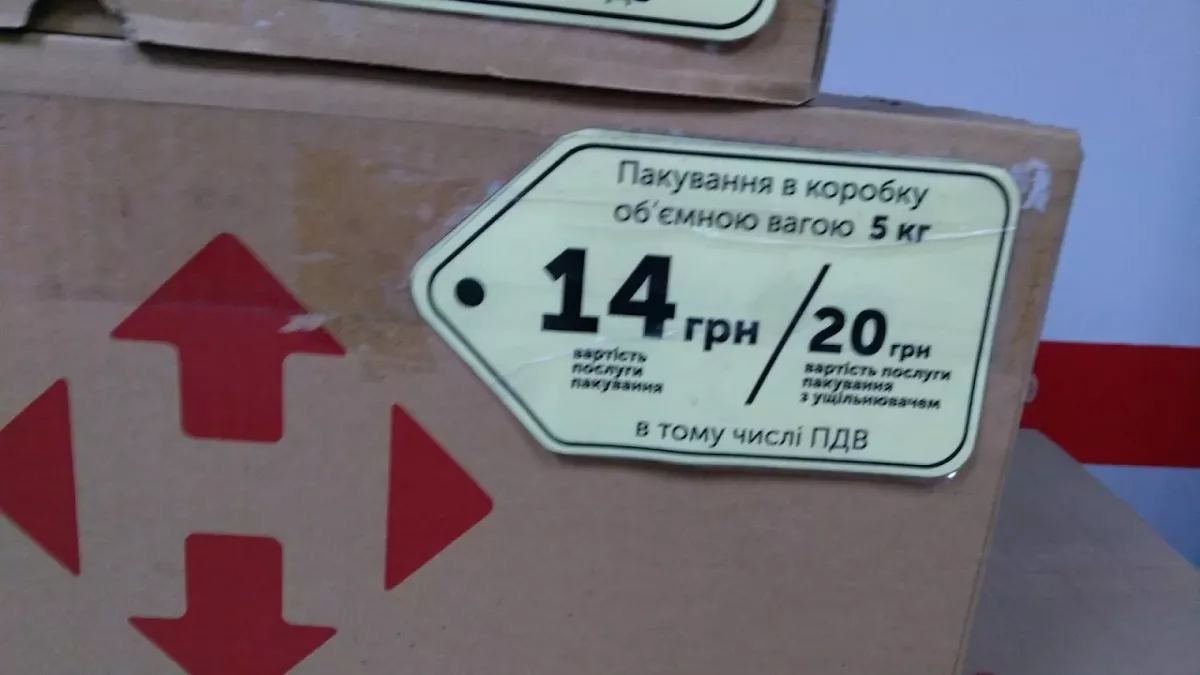 Пакування в коробку
об'ємною вагою 5 кг
14 грн / 20 грн
вартість
послуги
пакування
вартість послуги
пакування
з ущільнювачем
в тому числі ПДВ